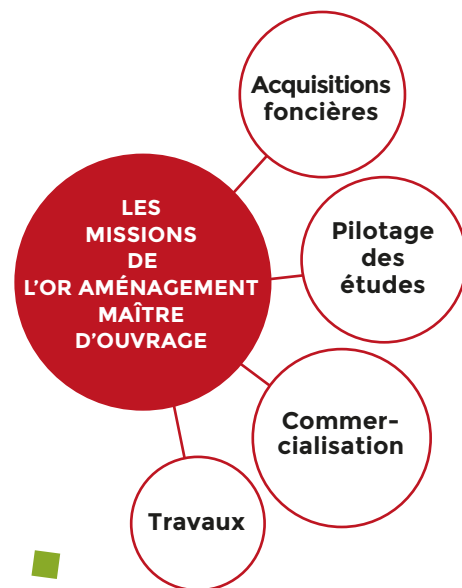 LES
MISSIONS
DE
L'OR AMÉNAGEMENT
MAÎTRE
D'OUVRAGE
Acquisitions
foncières
Pilotage
des
études
Commer-
cialisation
Travaux